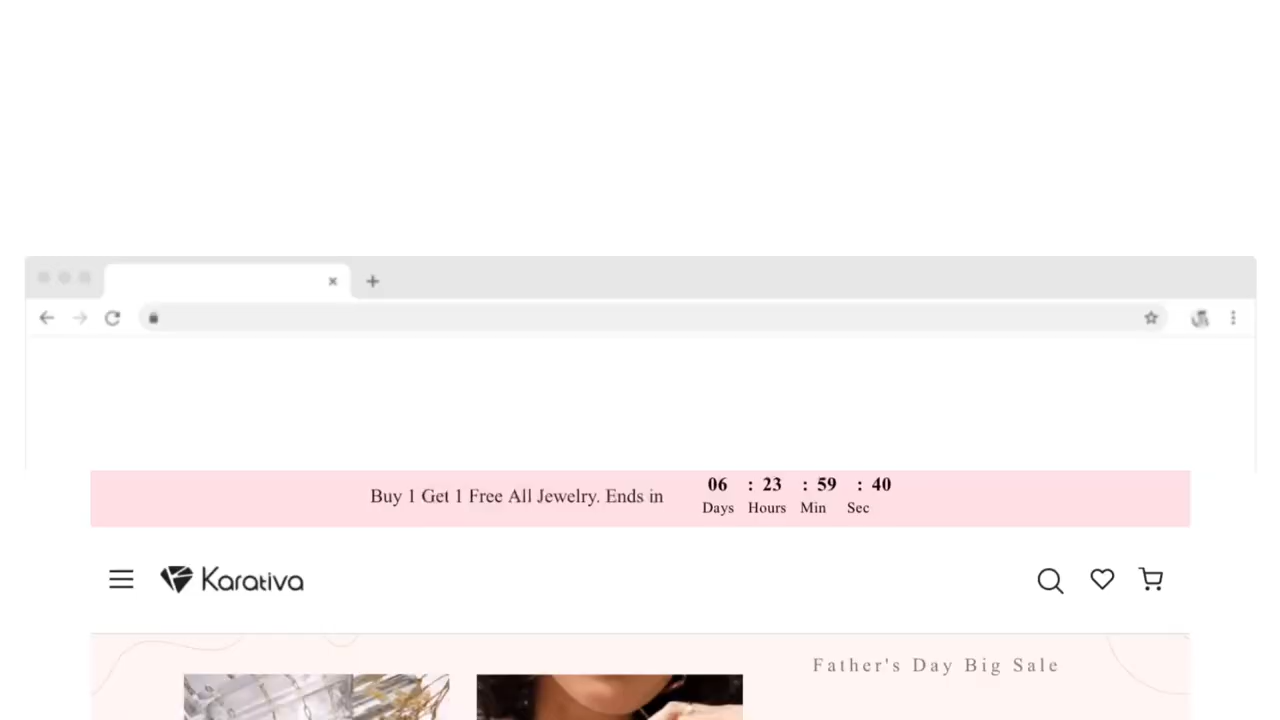 Buy 1 Get 1 Free All Jewelry. Ends in
06 : 23 : 59 : 40
Days Hours Min Sec
Karativa
Father's Day Big Sale